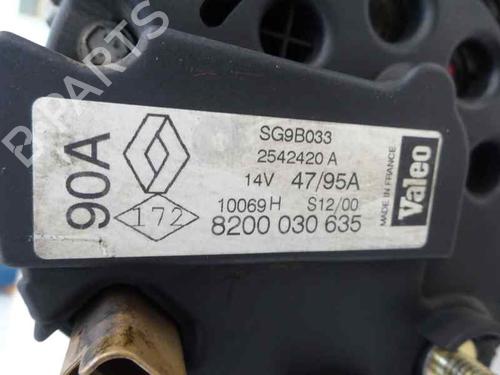 B-PARTS
90A
SG9B033
2542420 A
14V 47/95A
172
10069 H S12/00
8200 030 635
Valeo
MADE IN FRANCE